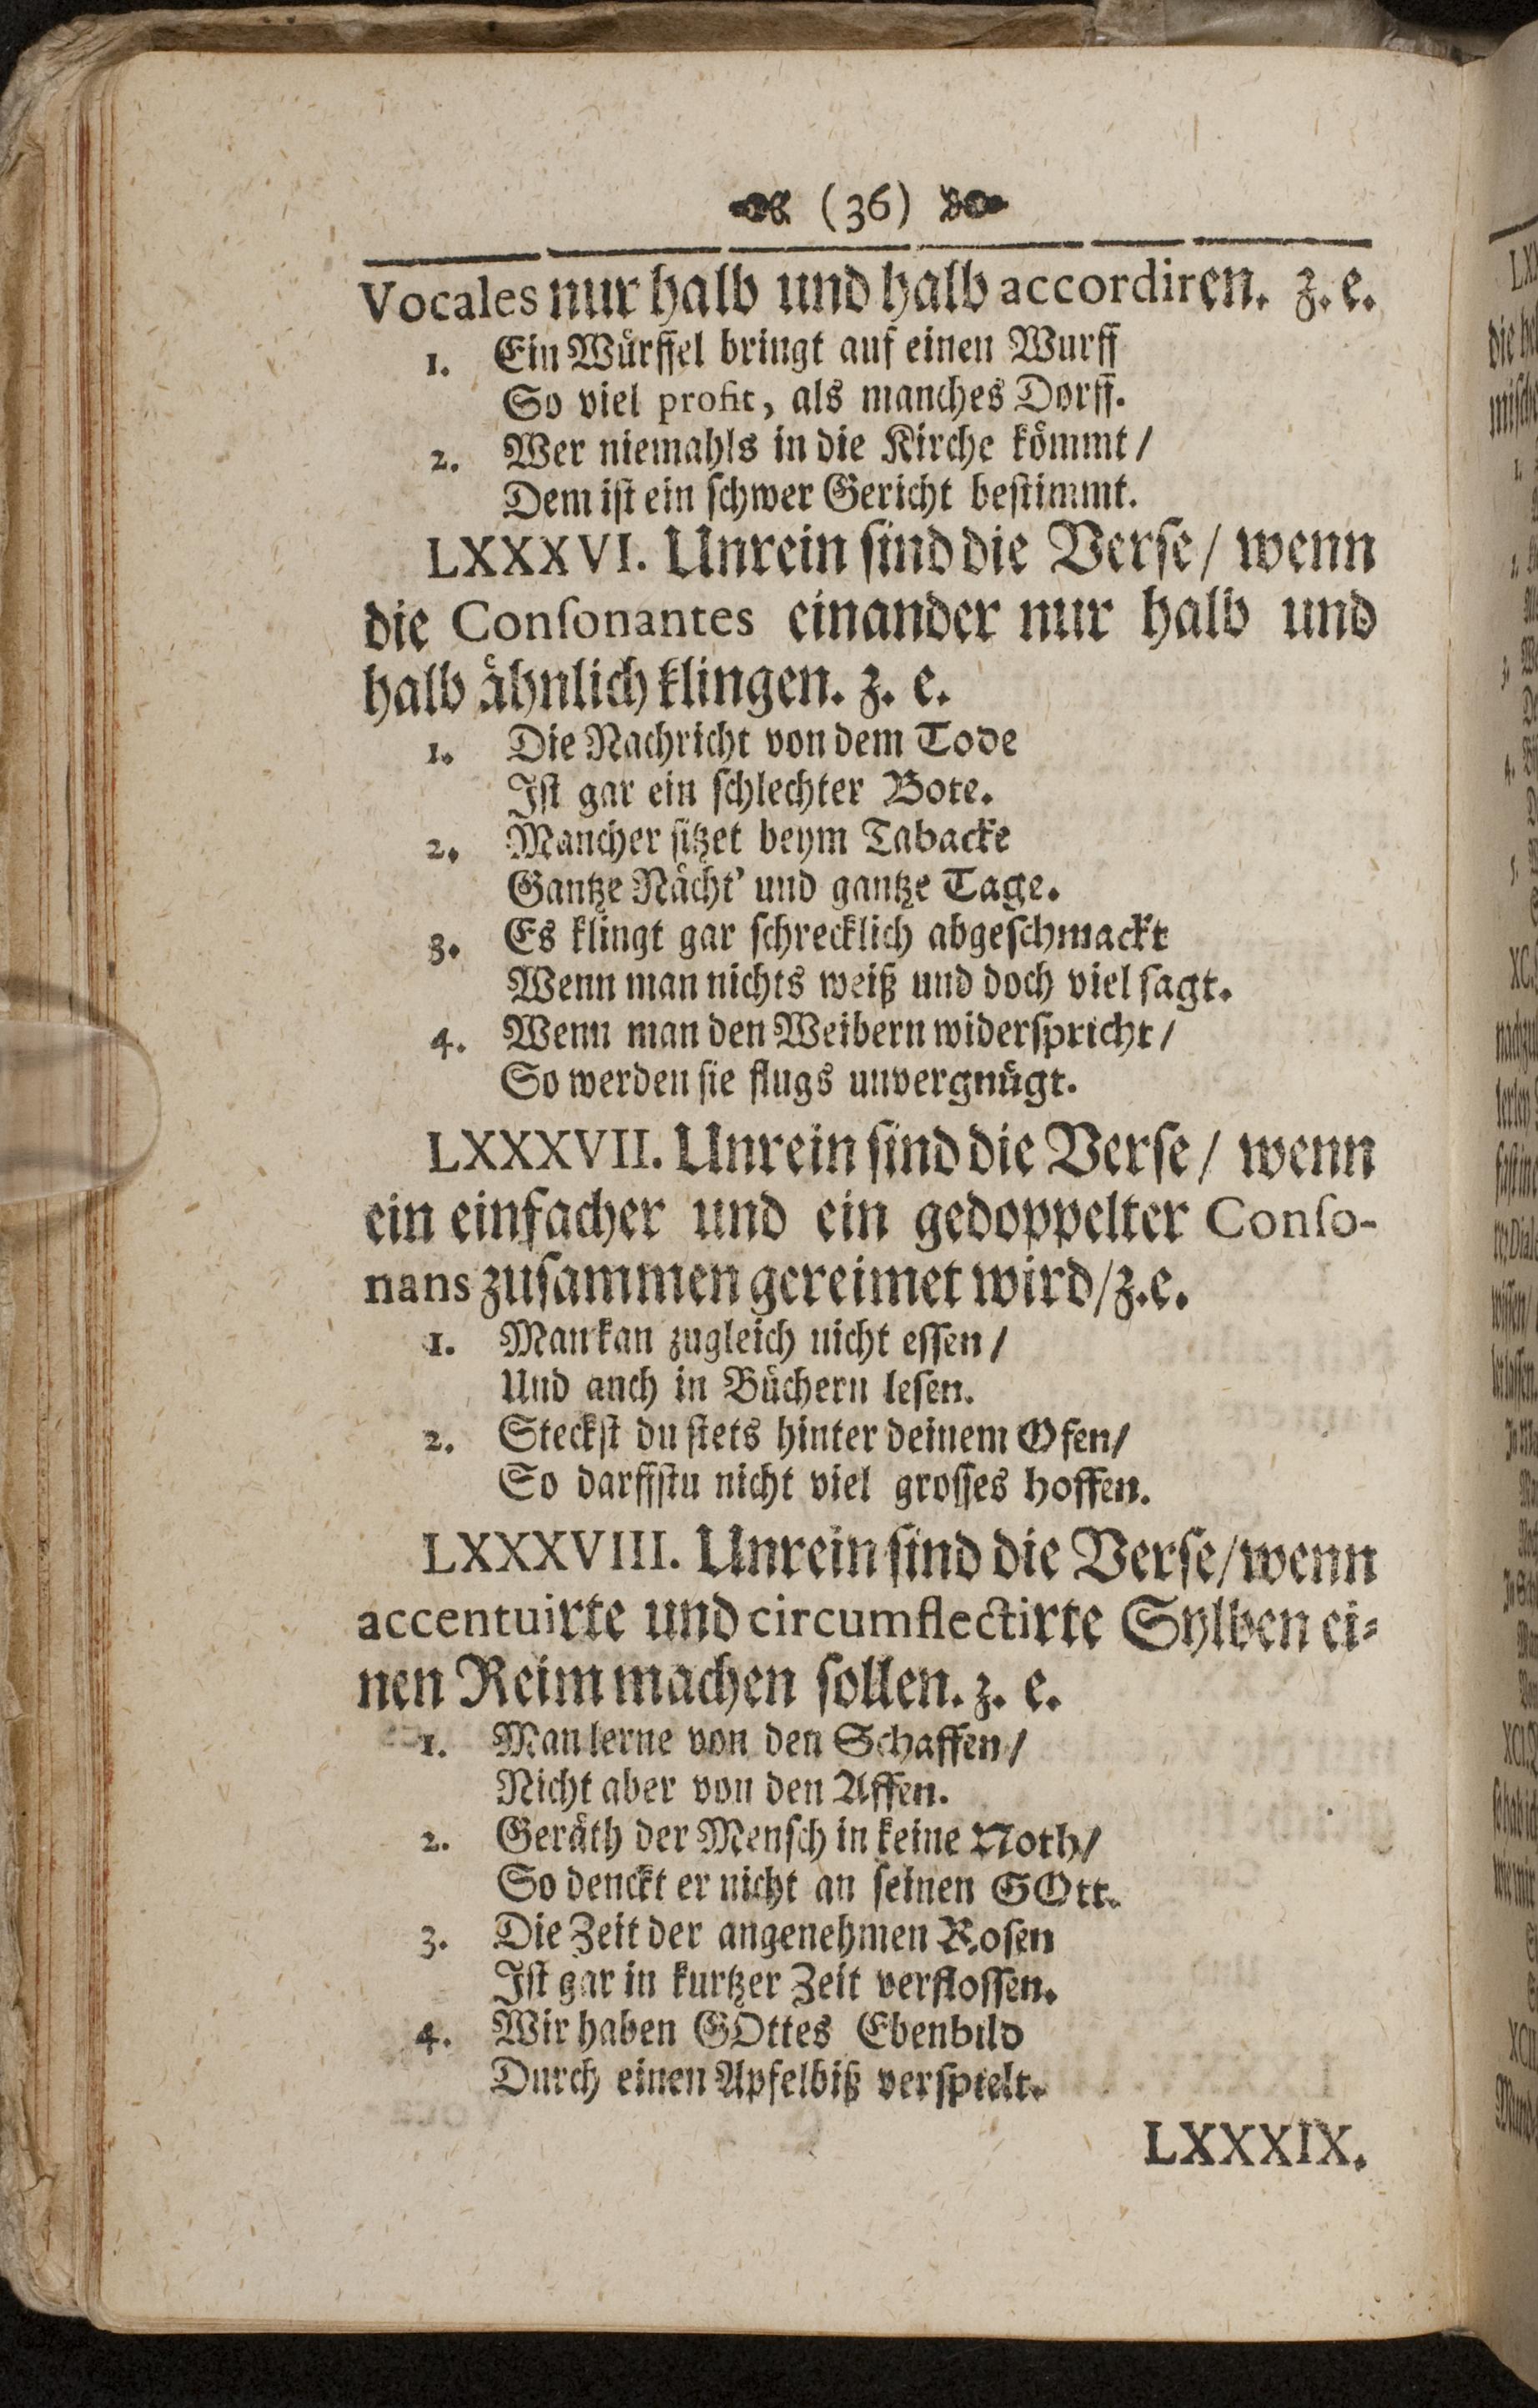 (36)
Vocales nur halb und halb accordiren. z. e.
1. Ein Würffel bringt auf einen Wurff
So viel profit, als manches Dorff.
2. Wer niemahls in die Kirche kömmt /
Dem ist ein schwer Gericht bestimmt.
LXXXVI. Unrein sind die Verse / wenn
die Consonantes einander nur halb und
halb ähnlich klingen. z. e.
1. Die Nachricht von dem Tode
Ist gar ein schlechter Bote.
2. Mancher sitzet beym Tabacke
Gantze Nächt' und gantze Tage.
3. Es klingt gar schrecklich abgeschmackt
Wenn man nichts weiß und doch viel sagt.
4. Wenn man den Weibern widerspricht /
So werden sie flugs unvergnügt.
LXXXVII. Unrein sind die Verse / wenn
ein einfacher und ein gedoppelter Conso-
nans zusammen gereimet wird / z.e.
1. Man kan zugleich nicht essen /
Und auch in Büchern lesen.
2. Steckst du stets hinter deinem Ofen /
So darffstu nicht viel grosses hoffen.
LXXXVIII. Unrein sind die Verse / wenn
accentuirte und circumflectirte Sylben ei-
nen Reim machen sollen. z. e.
1. Man lerne von den Schaffen /
Nicht aber von den Affen.
2. Geräth der Mensch in keine Noth /
So denckt er nicht an seinen GOtt.
3. Die Zeit der angenehmen Rosen
Ist gar in kurtzer Zeit verflossen.
4. Wir haben GOttes Ebenbild
Durch einen Apfelbiß verspielt.
LXXXIX.